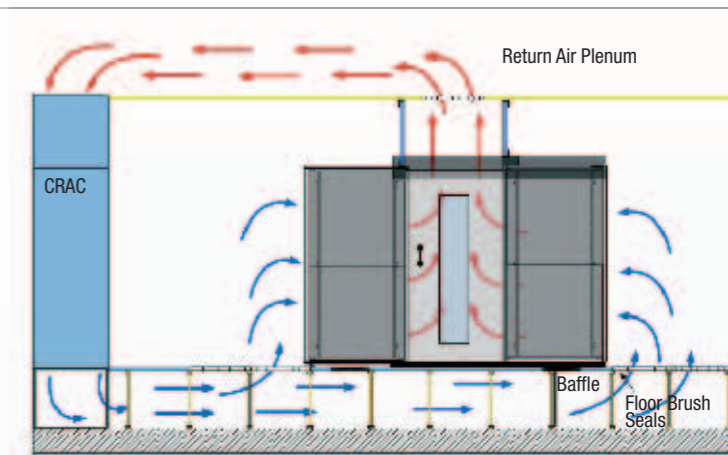 Return Air Plenum
CRAC
Baffle
Floor Brush
Seals